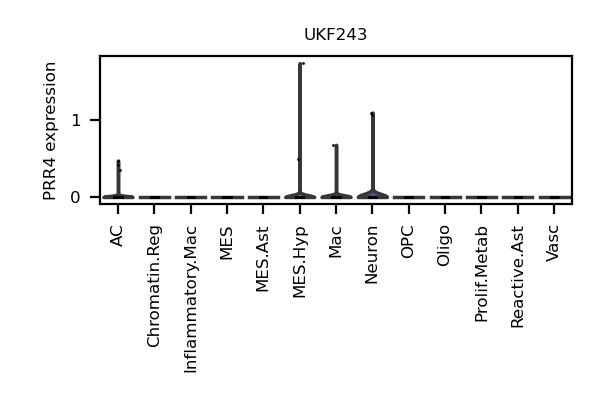 UKF243
PRR4 expression
1
0
AC
Chromatin.Reg
Inflammatory.Mac
MES
MES.Ast
MES.Hyp
Mac
Neuron
OPC
Oligo
Prolif.Metab
Reactive.Ast
Vasc